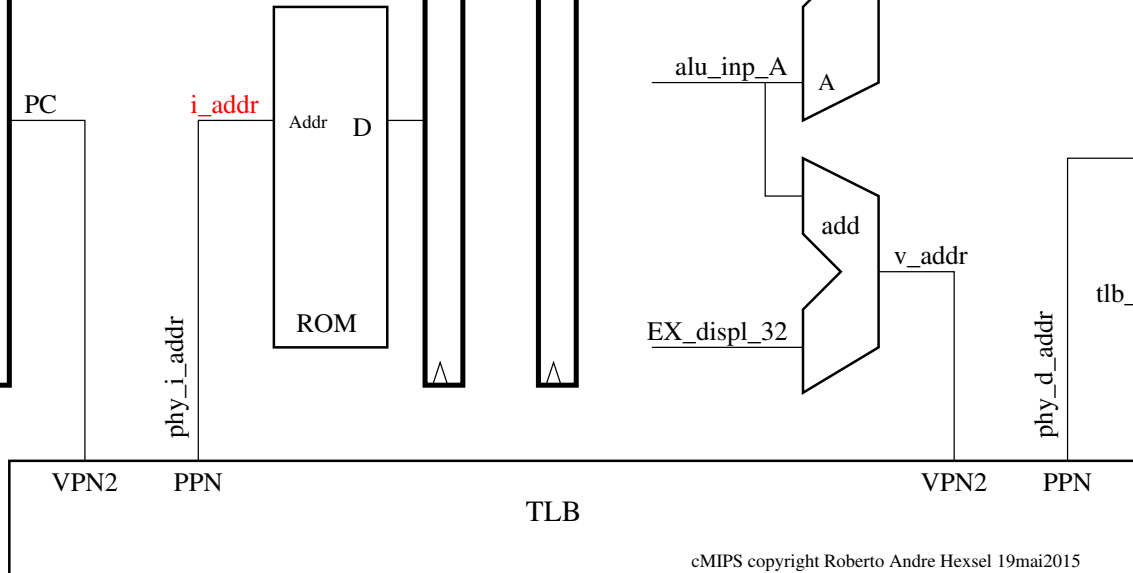 alu_inp_A
A
PC
i_addr
Addr
D
add
v_addr
tlb_
ROM
EX_displ_32
phy_i_addr
phy_d_addr
VPN2
PPN
VPN2
PPN
TLB
cMIPS copyright Roberto Andre Hexsel 19mai2015